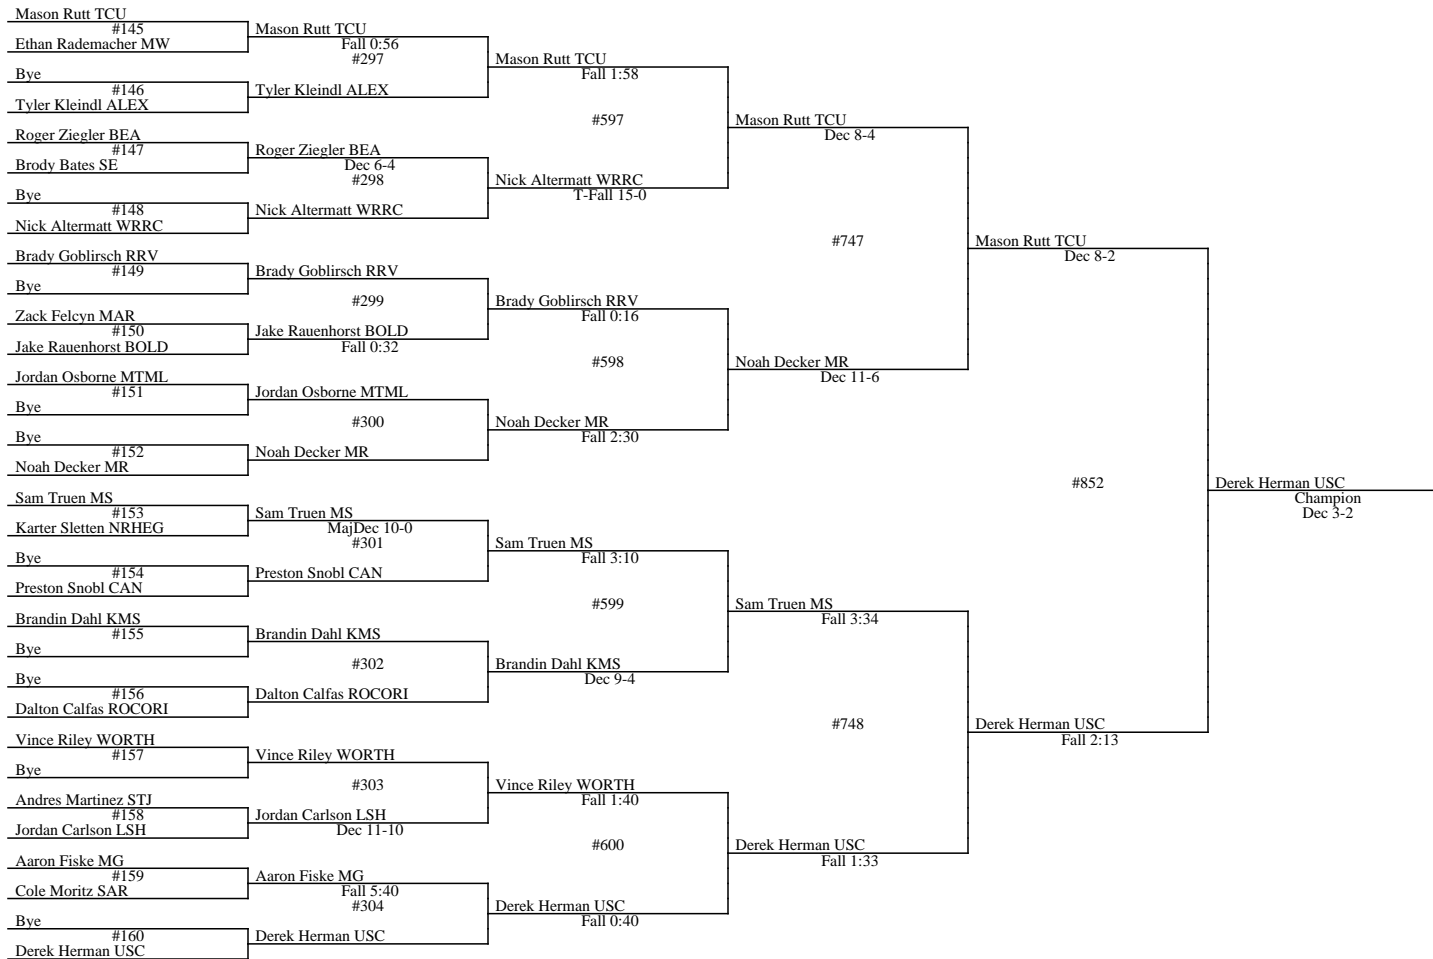 Mason Rutt TCU
#145
Ethan Rademacher MW
Bye
#146
Tyler Kleindl ALEX
Roger Ziegler BEA
#147
Brody Bates SE
Bye
#148
Nick Altermatt WRRC
Brady Goblirsch RRV
#149
Bye
Zack Felcyn MAR
#150
Jake Rauenhorst BOLD
Jordan Osborne MTML
#151
Bye
Bye
#152
Noah Decker MR
Sam Truen MS
#153
Karter Sletten NRHEG
Bye
#154
Preston Snobl CAN
Brandin Dahl KMS
#155
Bye
Bye
#156
Dalton Calfas ROCORI
Vince Riley WORTH
#157
Bye
Andres Martinez STJ
#158
Jordan Carlson LSH
Aaron Fiske MG
#159
Cole Moritz SAR
Bye
#160
Derek Herman USC
Mason Rutt TCU
Fall 0:56
#297
Tyler Kleindl ALEX
Roger Ziegler BEA
Dec 6-4
#298
Nick Altermatt WRRC
Brady Goblirsch RRV
#299
Jake Rauenhorst BOLD
Fall 0:32
Jordan Osborne MTML
#300
Noah Decker MR
Sam Truen MS
MajDec 10-0
#301
Preston Snobl CAN
Brandin Dahl KMS
#302
Dalton Calfas ROCORI
Vince Riley WORTH
#303
Jordan Carlson LSH
Dec 11-10
Aaron Fiske MG
Fall 5:40
#304
Derek Herman USC
Mason Rutt TCU
Fall 1:58
#597
Nick Altermatt WRRC
T-Fall 15-0
Brady Goblirsch RRV
Fall 0:16
#598
Noah Decker MR
Fall 2:30
Sam Truen MS
Fall 3:10
#599
Brandin Dahl KMS
Dec 9-4
Vince Riley WORTH
Fall 1:40
#600
Derek Herman USC
Fall 0:40
Mason Rutt TCU
Dec 8-4
#747
Noah Decker MR
Dec 11-6
Sam Truen MS
Fall 3:34
#748
Derek Herman USC
Fall 1:33
Mason Rutt TCU
Dec 8-2
#852
Derek Herman USC
Fall 2:13
Derek Herman USC
Champion
Dec 3-2